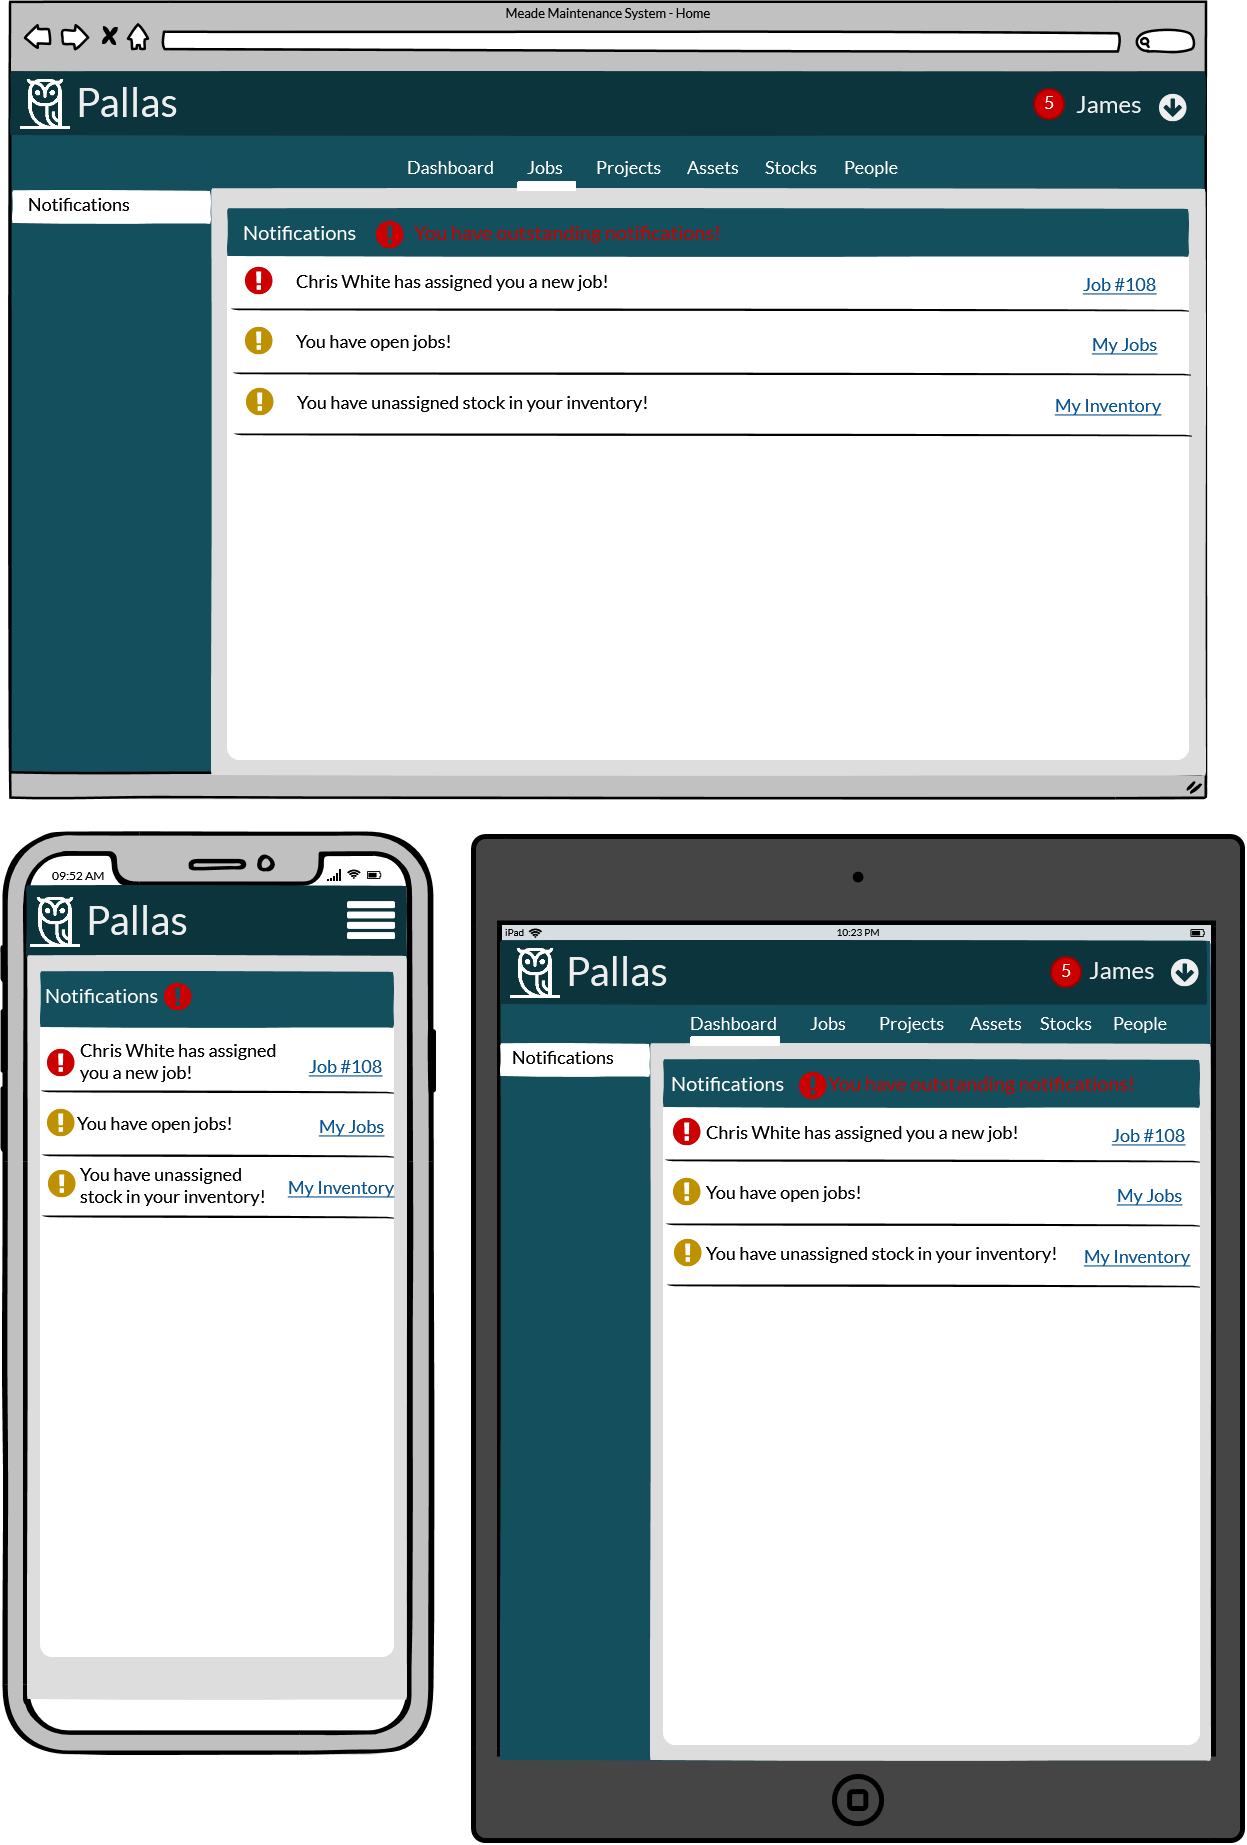 Meade Maintenance System - Home
Pallas
5 James
Dashboard Jobs Projects Assets Stocks People
Notifications
Notifications You have outstanding notifications!
Chris White has assigned you a new job! Job #108
You have open jobs! My Jobs
You have unassigned stock in your inventory! My Inventory
09:52 AM
Pallas
Notifications
Chris White has assigned
you a new job! Job #108
You have open jobs! My Jobs
You have unassigned
stock in your inventory! My Inventory
iPad 10:23 PM
Pallas 5 James
Dashboard Jobs Projects Assets Stocks People
Notifications
Notifications You have outstanding notifications!
Chris White has assigned you a new job! Job #108
You have open jobs! My Jobs
You have unassigned stock in your inventory! My Inventory